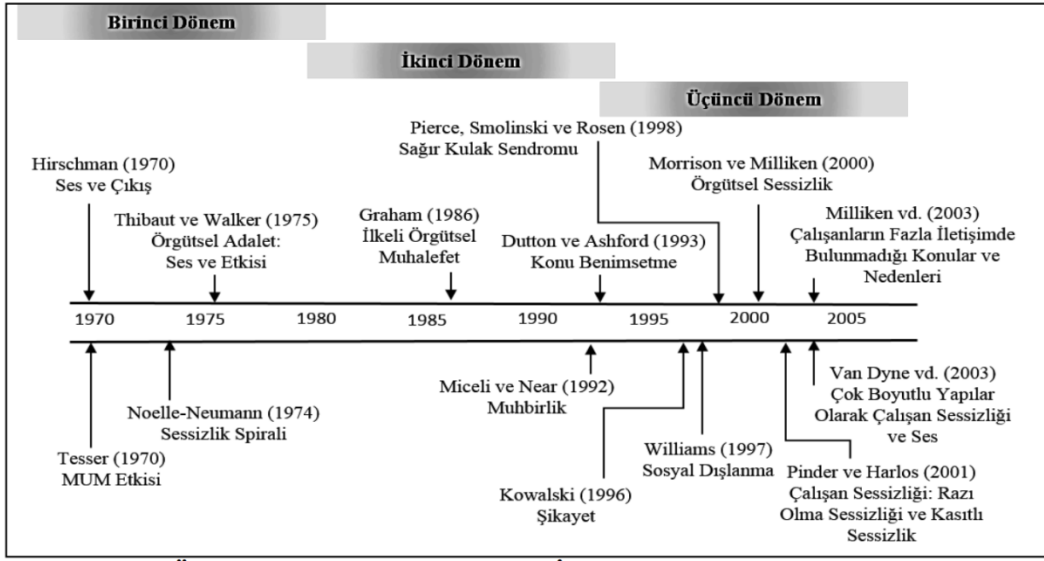 Birinci Dönem
İkinci Dönem
Üçüncü Dönem
Pierce, Smolinski ve Rosen (1998)
Sağır Kulak Sendromu
Hirschman (1970)
Ses ve Çıkış
Morrison ve Milliken (2000)
Örgütsel Sessizlik
Thibaut ve Walker (1975)
Örgütsel Adalet:
Ses ve Etkisi
Graham (1986)
İlkeli Örgütsel
Muhalefet
Dutton ve Ashford (1993)
Konu Benimsetme
Milliken vd. (2003)
Çalışanların Fazla İletişimde
Bulunmadığı Konular ve
Nedenleri
1970 1975 1980 1985 1990 1995 2000 2005
Noelle-Neumann (1974)
Sessizlik Spirali
Tesser (1970)
MUM Etkisi
Miceli ve Near (1992)
Muhbirlik
Kowalski (1996)
Şikayet
Williams (1997)
Sosyal Dışlanma
Van Dyne vd. (2003)
Çok Boyutlu Yapılar
Olarak Çalışan Sessizliği
ve Ses
Pinder ve Harlos (2001)
Çalışan Sessizliği: Razı
Olma Sessizliği ve Kasıtlı
Sessizlik